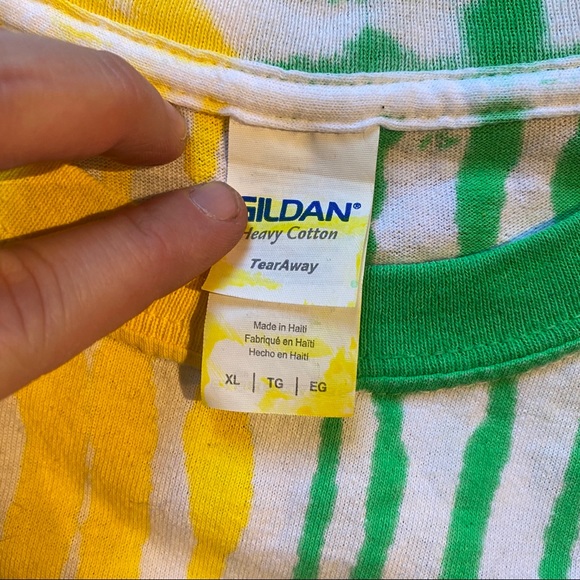 GILDAN®
Heavy Cotton
TearAway
Made in Haiti
Fabriqué en Haïti
Hecho en Haití
XL | TG | EG